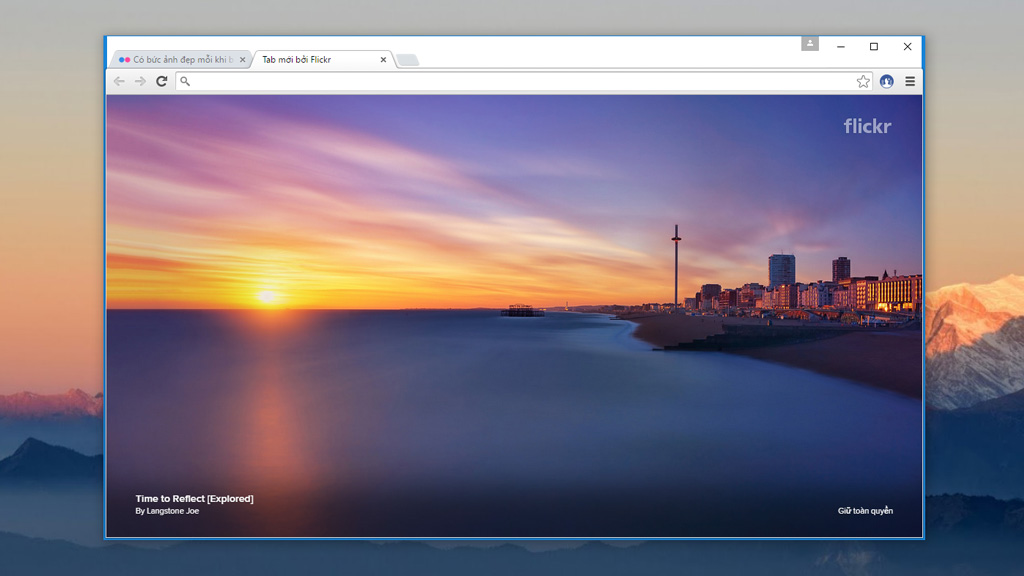 Có bức ảnh đẹp mỗi khi b
Tab mới bởi Flickr
flickr
Time to Reflect [Explored]
By Langstone Joe
Giữ toàn quyền